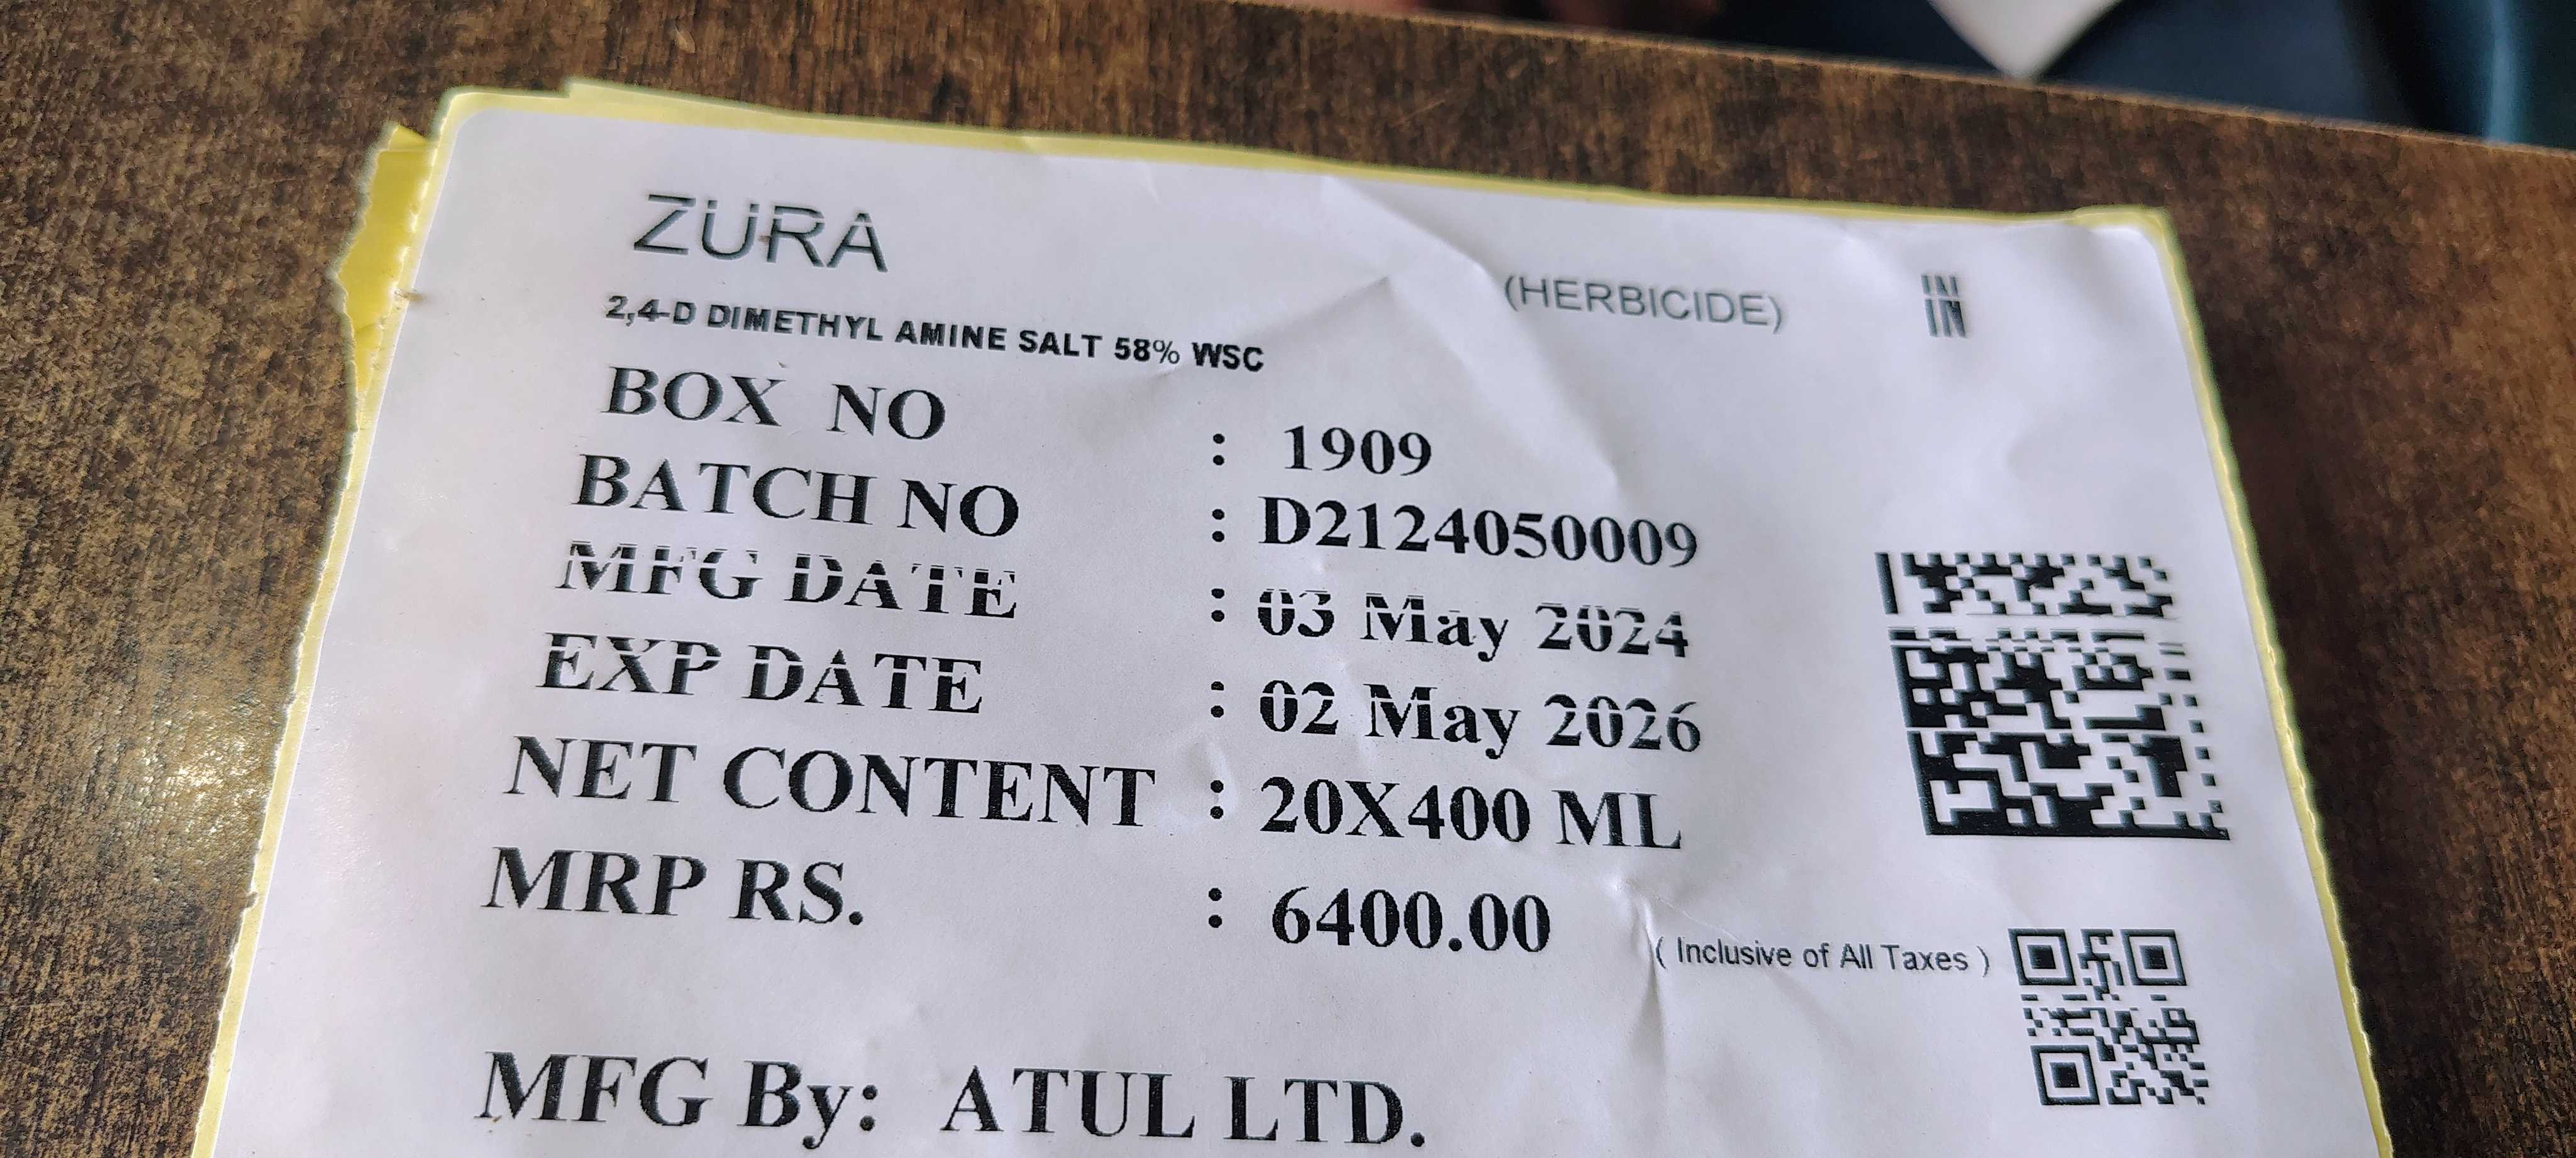 ZURA
(HERBICIDE) IN
IN
2,4-D DIMETHYL AMINE SALT 58% WSC
BOX NO : 1909
BATCH NO : D2124050009
MFG DATE : 03 May 2024
EXP DATE : 02 May 2026
NET CONTENT : 20X400 ML
MRP RS. : 6400.00 ( Inclusive of All Taxes )
MFG By: ATUL LTD.